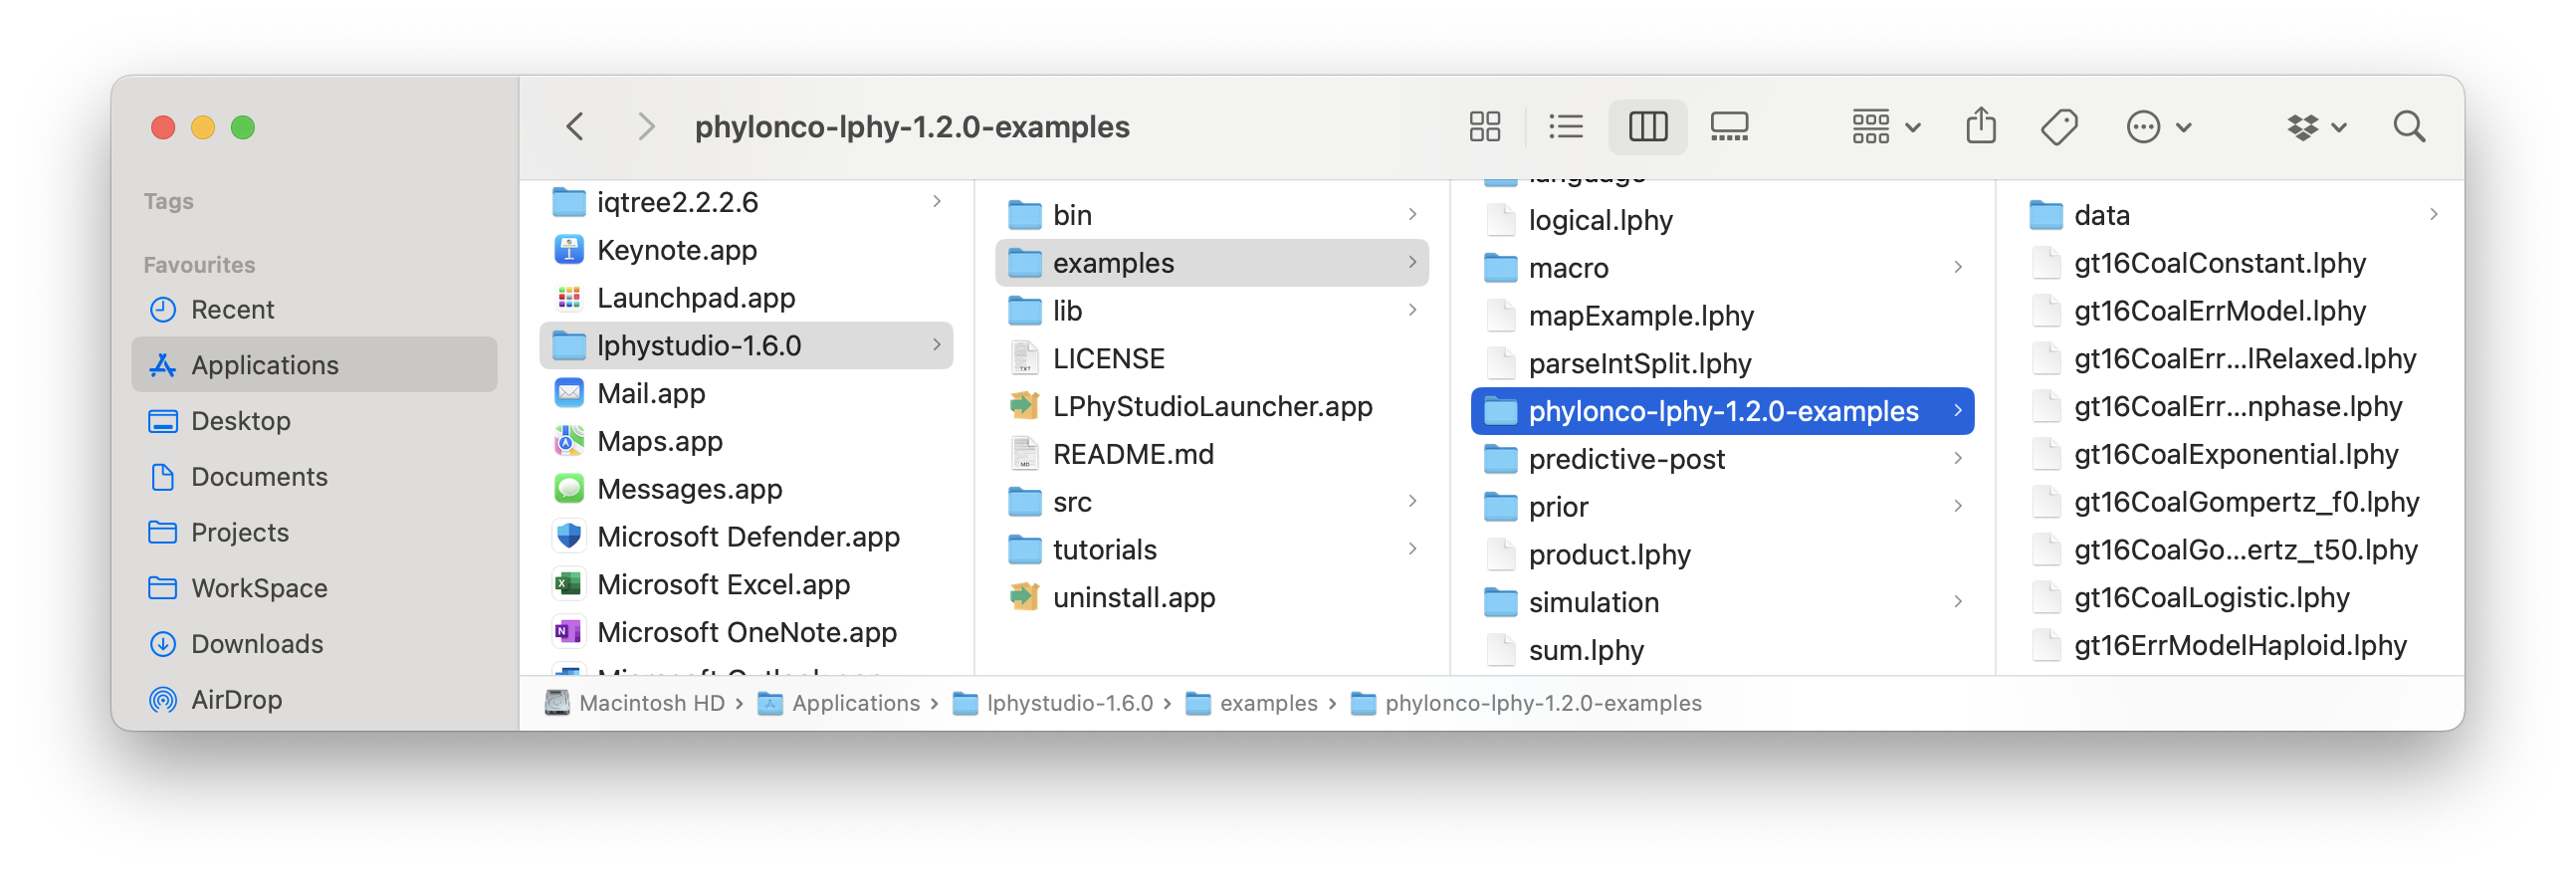 phylonco-lphy-1.2.0-examples
Tags
Favourites
Recent
Applications
Desktop
Documents
Projects
WorkSpace
Downloads
AirDrop
iqtree2.2.2.6
Keynote.app
Launchpad.app
lphystudio-1.6.0
Mail.app
Maps.app
Messages.app
Microsoft Defender.app
Microsoft Excel.app
Microsoft OneNote.app
bin
examples
lib
LICENSE
LPhyStudioLauncher.app
README.md
src
tutorials
uninstall.app
language
logical.lphy
macro
mapExample.lphy
parseIntSplit.lphy
phylonco-lphy-1.2.0-examples
predictive-post
prior
product.lphy
simulation
sum.lphy
data
gt16CoalConstant.lphy
gt16CoalErrModel.lphy
gt16CoalErr...lRelaxed.lphy
gt16CoalErr...nphase.lphy
gt16CoalExponential.lphy
gt16CoalGompertz_f0.lphy
gt16CoalGo...ertz_t50.lphy
gt16CoalLogistic.lphy
gt16ErrModelHaploid.lphy
Macintosh HD › Applications › lphystudio-1.6.0 › examples › phylonco-lphy-1.2.0-examples